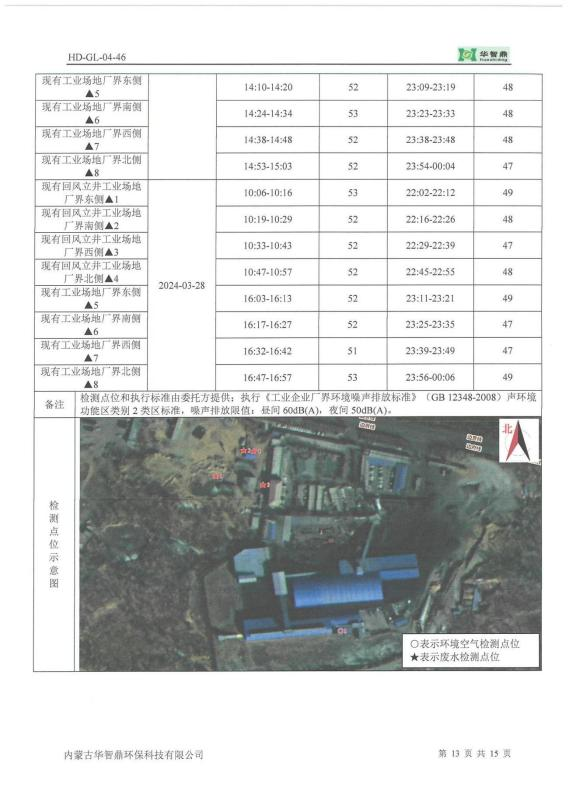 HD-GL-04-46
华智鼎
现有工业场地厂界东侧
▲5
14:10-14:20 52 23:09-23:19 48
现有工业场地厂界南侧
▲6
14:24-14:34 53 23:23-23:33 48
现有工业场地厂界西侧
▲7
14:38-14:48 52 23:38-23:48 48
现有工业场地厂界北侧
▲8
14:53-15:03 52 23:54-00:04 47
现有回风立井工业场地
厂界东侧▲1
2024-03-28
10:06-10:16 53 22:02-22:12 49
现有回风立井工业场地
厂界南侧▲2
10:19-10:29 52 22:16-22:26 48
现有回风立井工业场地
厂界西侧▲3
10:33-10:43 52 22:29-22:39 47
现有回风立井工业场地
厂界北侧▲4
10:47-10:57 52 22:45-22:55 48
现有工业场地厂界东侧
▲5
16:03-16:13 52 23:11-23:21 49
现有工业场地厂界南侧
▲6
16:17-16:27 52 23:25-23:35 47
现有工业场地厂界西侧
▲7
16:32-16:42 51 23:39-23:49 47
现有工业场地厂界北侧
▲8
16:47-16:57 53 23:56-00:06 49
备注
检测点位和执行标准由委托方提供；执行《工业企业厂界环境噪声排放标准》（GB 12348-2008）声环境
功能区类别 2 类区标准，噪声排放限值：昼间 60dB(A)，夜间 50dB(A)。
检测点位示意图
北
○表示环境空气检测点位
★表示废水检测点位
内蒙古华智鼎环保科技有限公司
第 13 页 共 15 页